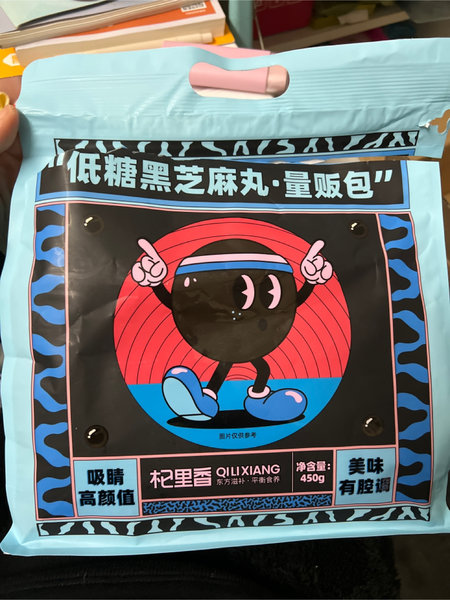 “低糖黑芝麻丸·量贩包”
图片仅供参考
吸睛
高颜值
杞里香 QILIXIANG
东方滋补·平衡食养
净含量:
450g
美味
有腔调